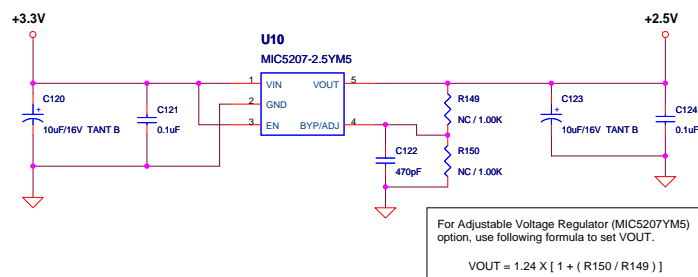 +3.3V
+2.5V
U10
MIC5207-2.5YM5
1
VIN
VOUT
5
2
GND
3
EN
BYP/ADJ
4
C120
10uF/16V TANT B
C121
0.1uF
R149
NC / 1.00K
C123
10uF/16V TANT B
C124
0.1uF
C122
470pF
R150
NC / 1.00K
For Adjustable Voltage Regulator (MIC5207YM5)
option, use following formula to set VOUT.
VOUT = 1.24 X [ 1 + ( R150 / R149 ) ]